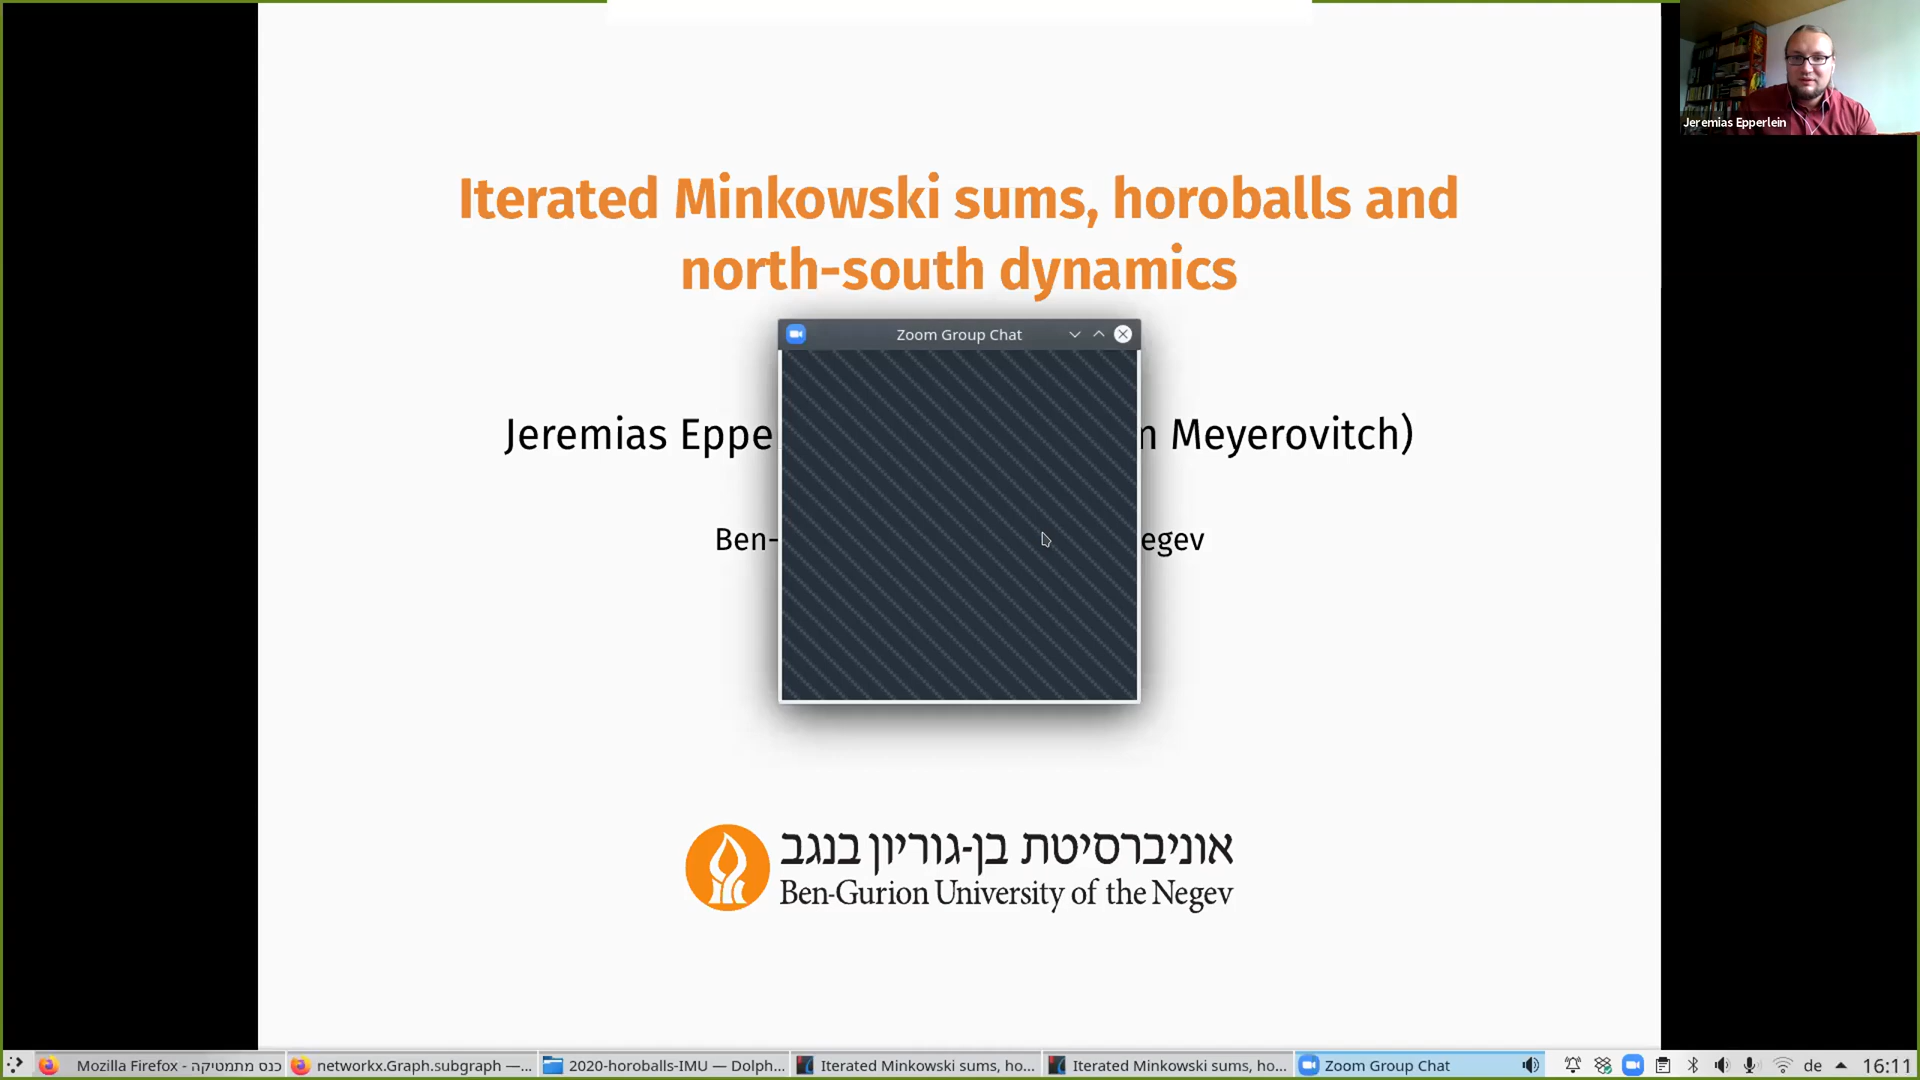 Jeremias Epperlein
Iterated Minkowski sums, horoballs and
north-south dynamics
Zoom Group Chat
Jeremias Eppe
Meyerovitch)
Ben-
egev
אוניברסיטת בן-גוריון בנגב
Ben-Gurion University of the Negev
כנס מתמטיקה - Mozilla Firefox
networkx.Graph.subgraph —...
2020-horoballs-IMU — Dolph...
Iterated Minkowski sums, ho...
Iterated Minkowski sums, ho...
Zoom Group Chat
de
16:11